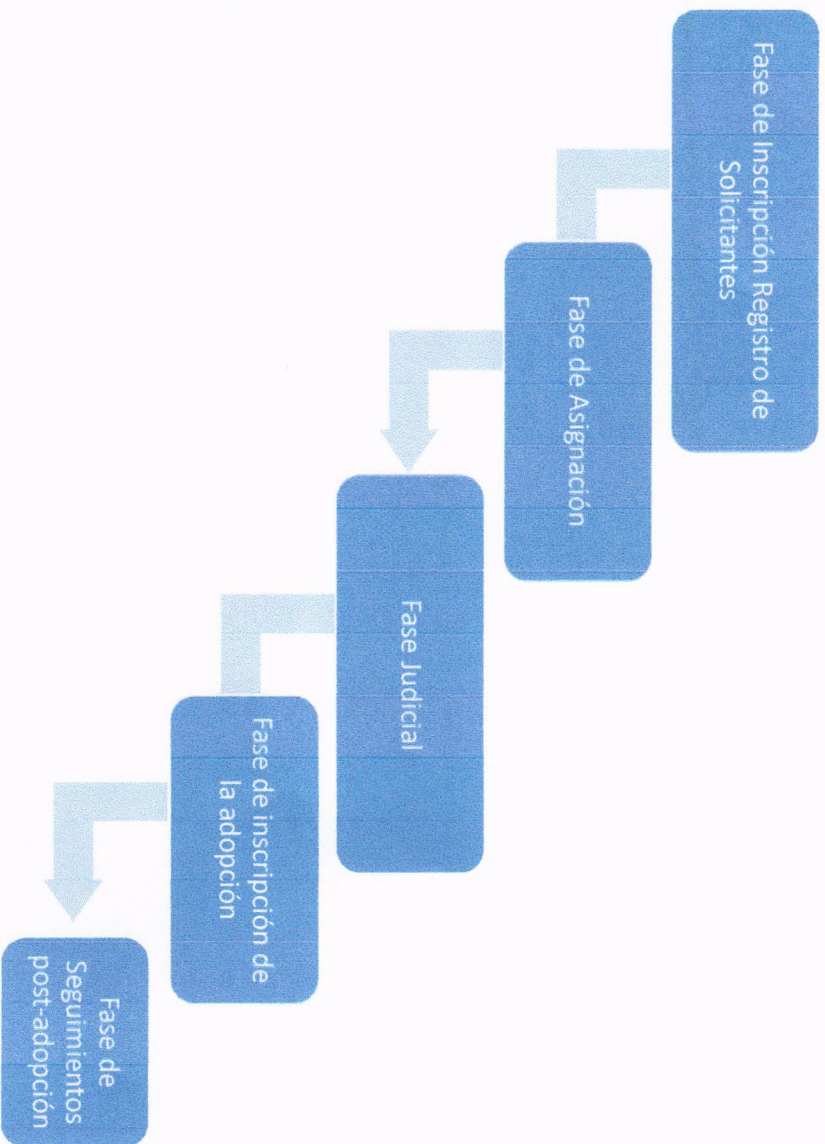 Fase de Inscripción Registro de
Solicitantes
Fase de Asignación
Fase Judicial
Fase de inscripción de
la adopción
Fase de
Seguimientos
post-adopción